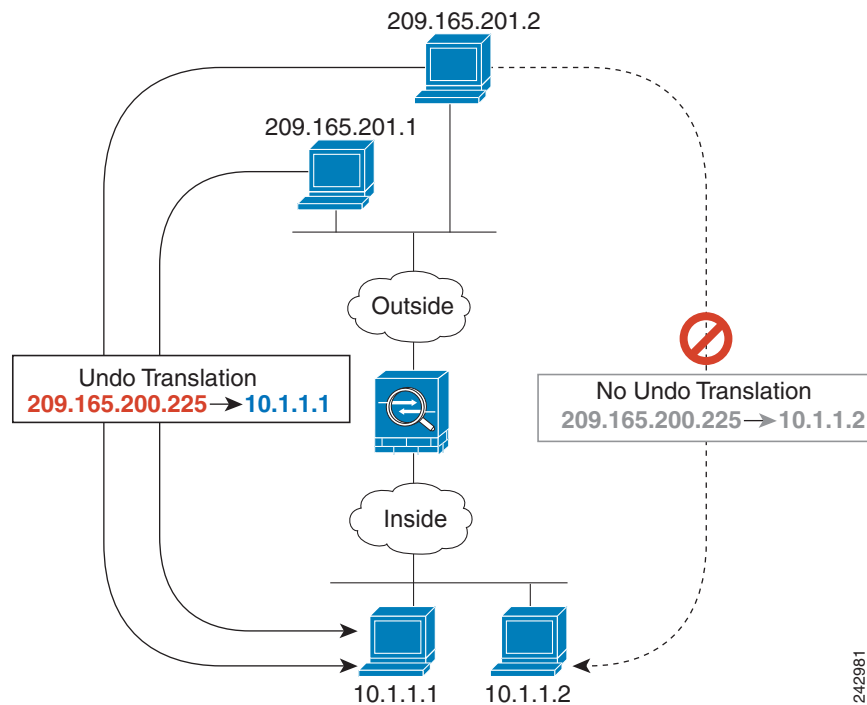 209.165.201.2
209.165.201.1
Outside
Undo Translation
209.165.200.225 → 10.1.1.1
No Undo Translation
209.165.200.225 → 10.1.1.2
Inside
10.1.1.1
10.1.1.2
242981